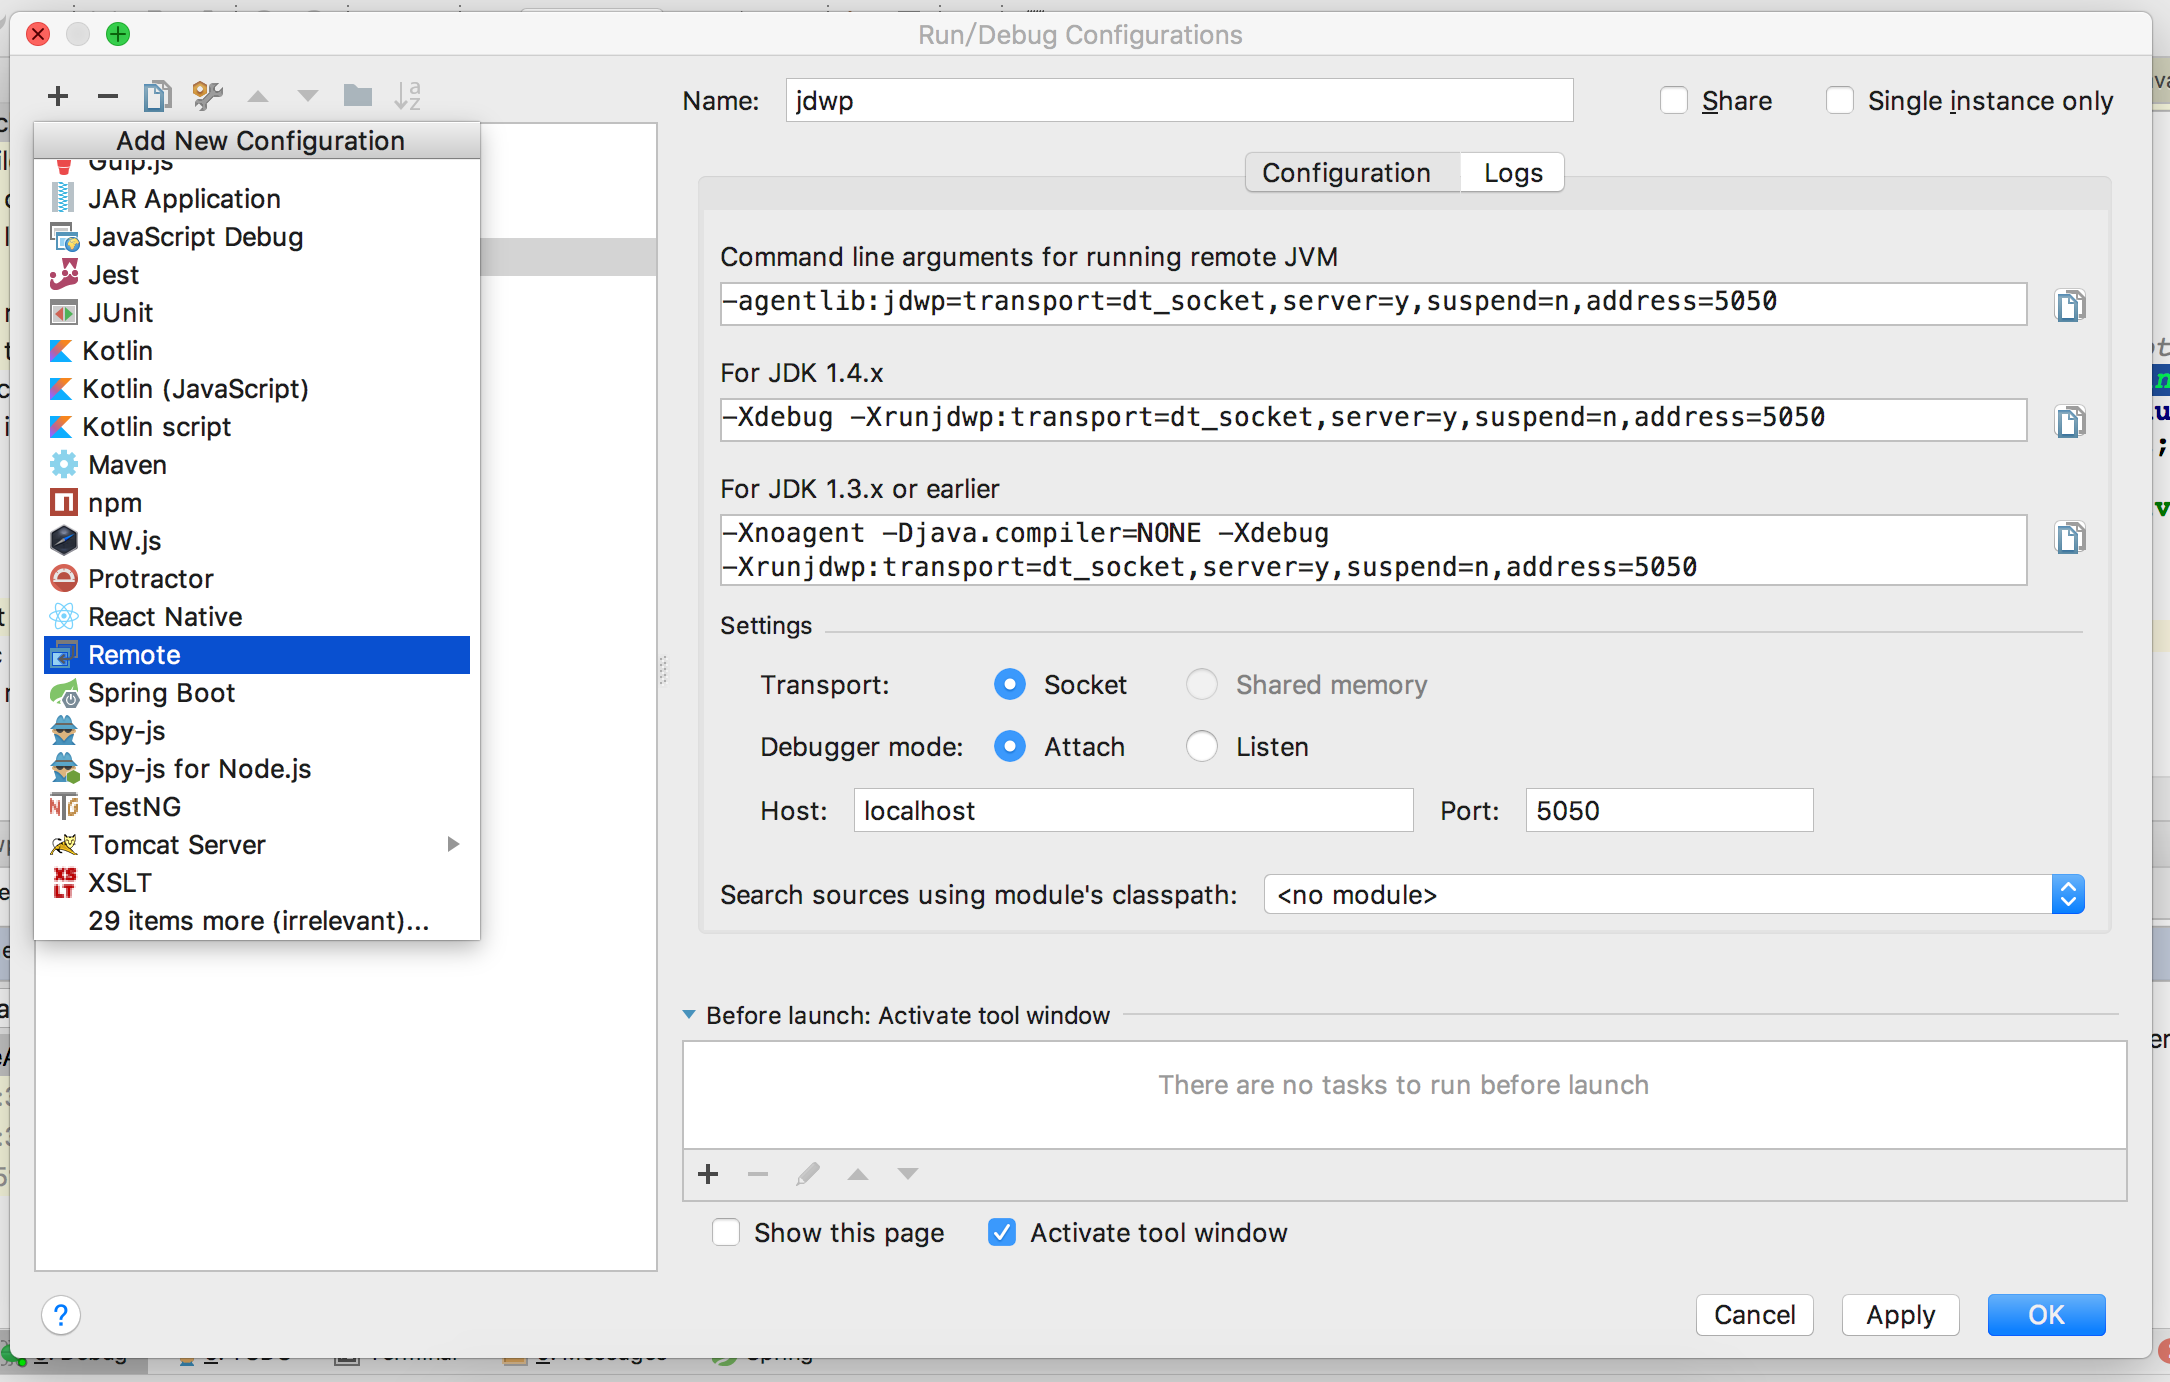 Run/Debug Configurations
Name:
jdwp
Share
Single instance only
Add New Configuration
Gulp.js
JAR Application
JavaScript Debug
Jest
JUnit
Kotlin
Kotlin (JavaScript)
Kotlin script
Maven
npm
NW.js
Protractor
React Native
Remote
Spring Boot
Spy-js
Spy-js for Node.js
TestNG
Tomcat Server
XSLT
29 items more (irrelevant)...
Configuration
Logs
Command line arguments for running remote JVM
-agentlib:jdwp=transport=dt_socket,server=y,suspend=n,address=5050
For JDK 1.4.x
-Xdebug -Xrunjdwp:transport=dt_socket,server=y,suspend=n,address=5050
For JDK 1.3.x or earlier
-Xnoagent -Djava.compiler=NONE -Xdebug
-Xrunjdwp:transport=dt_socket,server=y,suspend=n,address=5050
Settings
Transport:
Socket
Shared memory
Debugger mode:
Attach
Listen
Host:
localhost
Port:
5050
Search sources using module's classpath:
<no module>
Before launch: Activate tool window
There are no tasks to run before launch
Show this page
Activate tool window
?
Cancel
Apply
OK